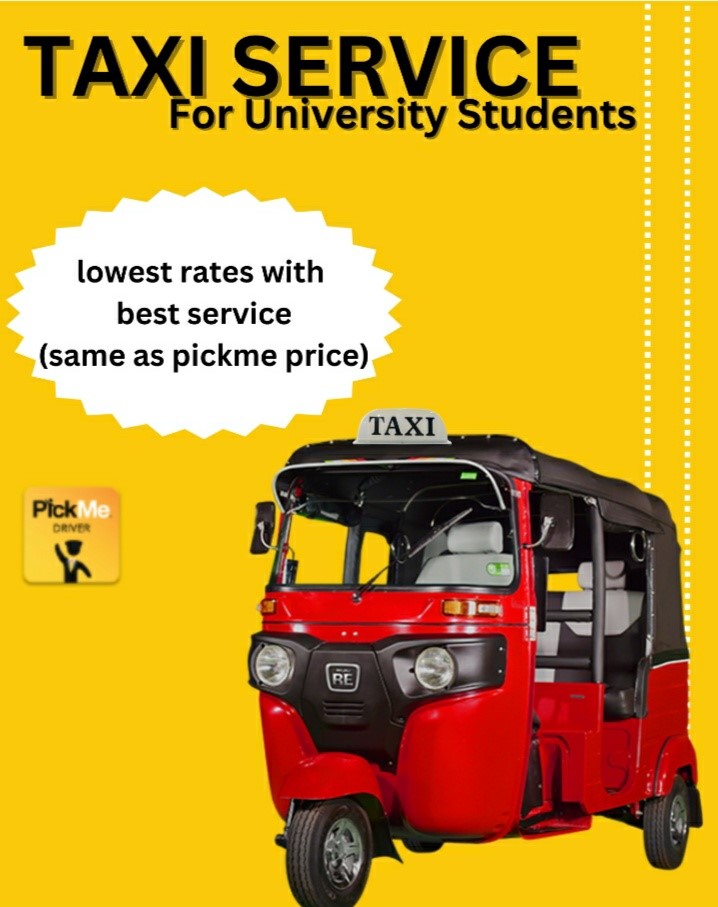 TAXI SERVICE
For University Students
lowest rates with
best service
(same as pickme price)
TAXI
PickMe
DRIVER
RE